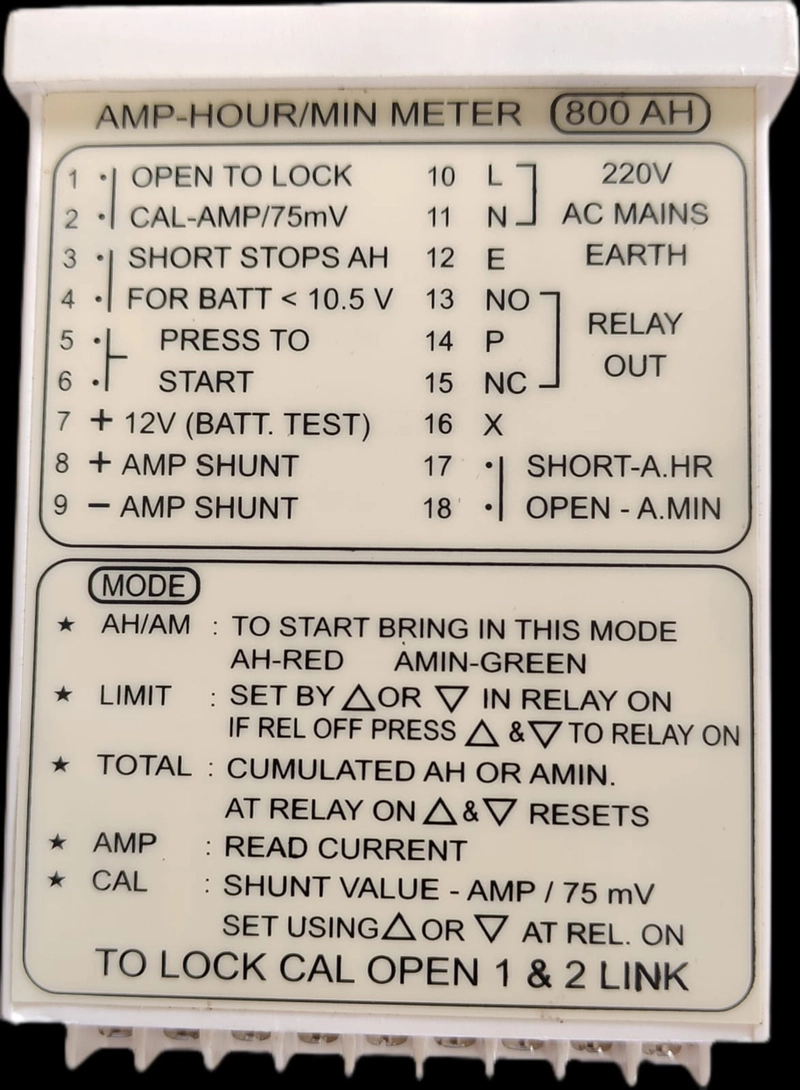 AMP-HOUR/MIN METER 800 AH
1 OPEN TO LOCK 10 L 220V
2 CAL-AMP/75mV 11 N AC MAINS
3 SHORT STOPS AH 12 E EARTH
4 FOR BATT < 10.5 V 13 NO
RELAY
5 PRESS TO 14 P
OUT
6 START 15 NC
7 + 12V (BATT. TEST) 16 X
8 + AMP SHUNT 17 SHORT-A.HR
9 – AMP SHUNT 18 OPEN - A.MIN
MODE
★ AH/AM : TO START BRING IN THIS MODE
AH-RED AMIN-GREEN
★ LIMIT : SET BY △ OR ▽ IN RELAY ON
IF REL OFF PRESS △ & ▽ TO RELAY ON
★ TOTAL : CUMULATED AH OR AMIN.
AT RELAY ON △ & ▽ RESETS
★ AMP : READ CURRENT
★ CAL : SHUNT VALUE - AMP / 75 mV
SET USING △ OR ▽ AT REL. ON
TO LOCK CAL OPEN 1 & 2 LINK